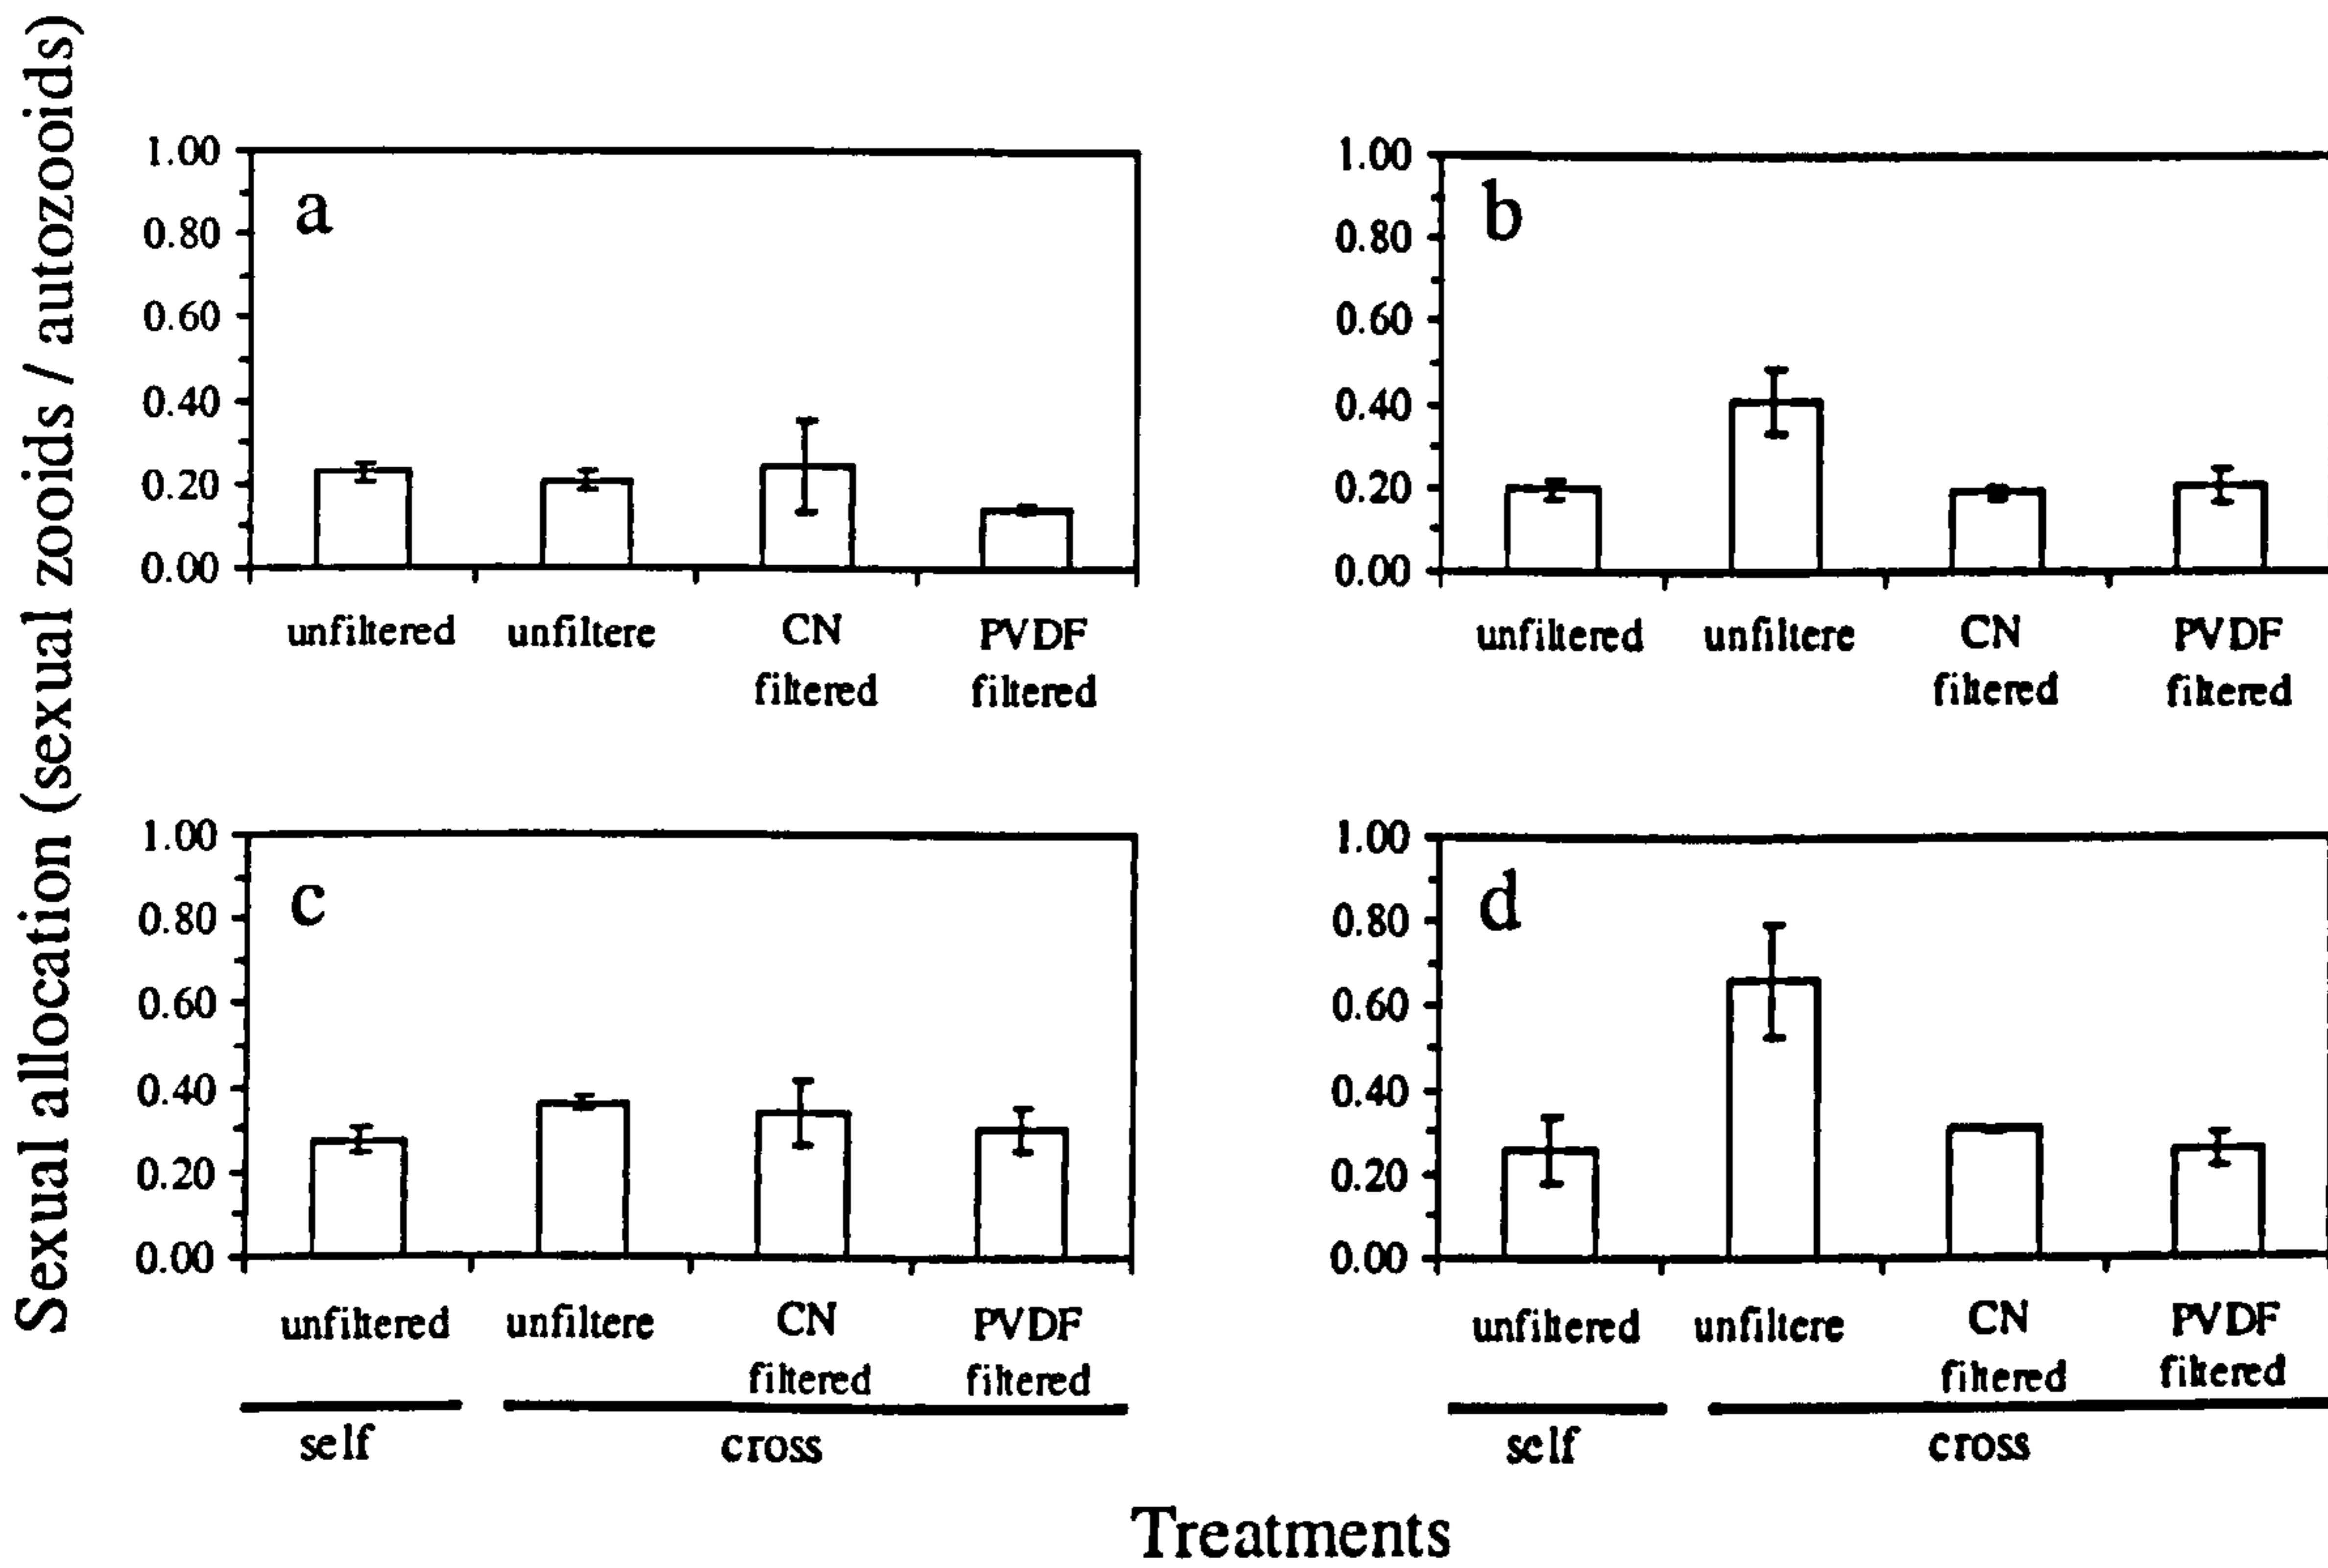 Sexual allocation (sexual zooids / autozooids)
1.00
0.80
0.60
0.40
0.20
0.00
a
unfiltered unfiltere CN PVDF
filtered filtered
1.00
0.80
0.60
0.40
0.20
0.00
b
unfiltered unfiltere CN PVDF
filtered filtered
1.00
0.80
0.60
0.40
0.20
0.00
c
unfiltered unfiltere CN PVDF
filtered filtered
self cross
1.00
0.80
0.60
0.40
0.20
0.00
d
unfiltered unfiltere CN PVDF
filtered filtered
self cross
Treatments